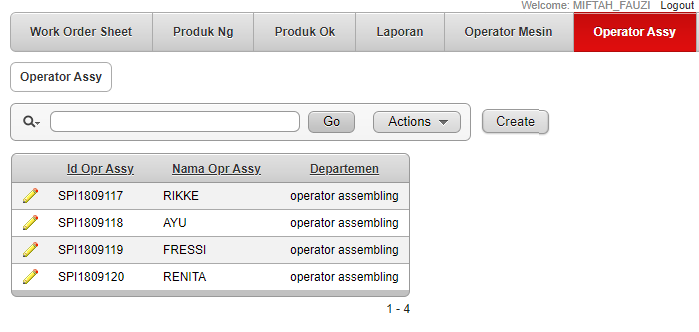 Welcome: MIFTAH_FAUZI Logout
Work Order Sheet Produk Ng Produk Ok Laporan Operator Mesin Operator Assy
Operator Assy
Go Actions Create
Id Opr Assy Nama Opr Assy Departemen
SPI1809117 RIKKE operator assembling
SPI1809118 AYU operator assembling
SPI1809119 FRESSI operator assembling
SPI1809120 RENITA operator assembling
1 - 4